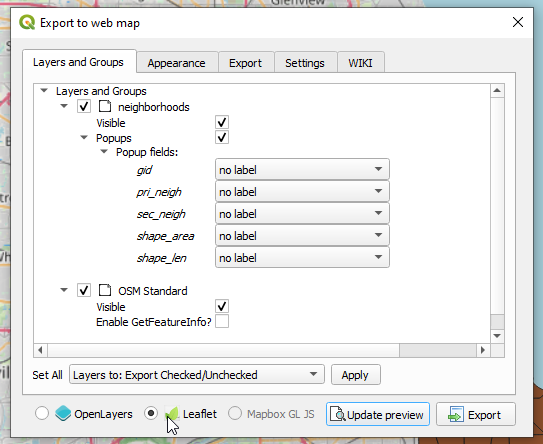 Glenview
Export to web map
Layers and Groups Appearance Export Settings WIKI
Layers and Groups
neighborhoods
Visible
Popups
Popup fields:
gid no label
pri_neigh no label
sec_neigh no label
shape_area no label
shape_len no label
OSM Standard
Visible
Enable GetFeatureInfo?
Set All Layers to: Export Checked/Unchecked Apply
OpenLayers Leaflet Mapbox GL JS Update preview Export